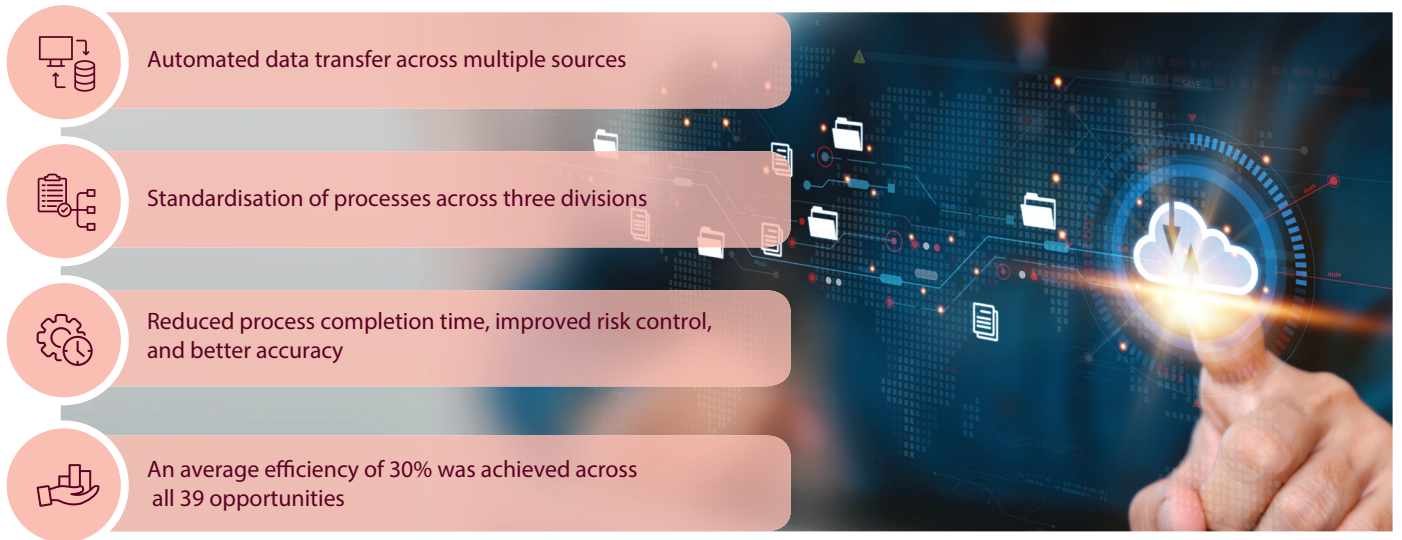 Automated data transfer across multiple sources
Standardisation of processes across three divisions
Reduced process completion time, improved risk control,
and better accuracy
An average efficiency of 30% was achieved across
all 39 opportunities
D/L
SAVE